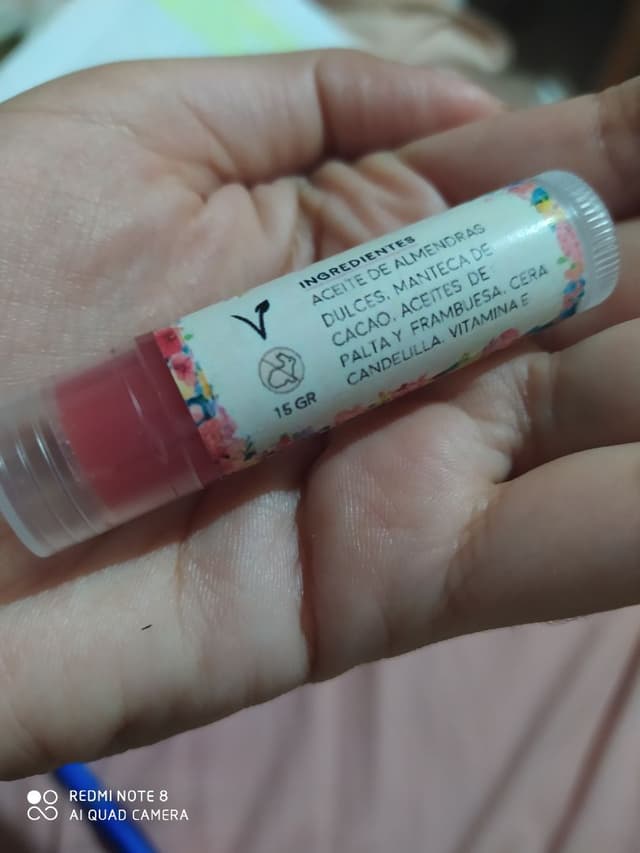 INGREDIENTES
ACEITE DE ALMENDRAS
DULCES, MANTECA DE
CACAO, ACEITES DE
PALTA Y FRAMBUESA, CERA
CANDELILLA, VITAMINA E
15 GR
REDMI NOTE 8
AI QUAD CAMERA